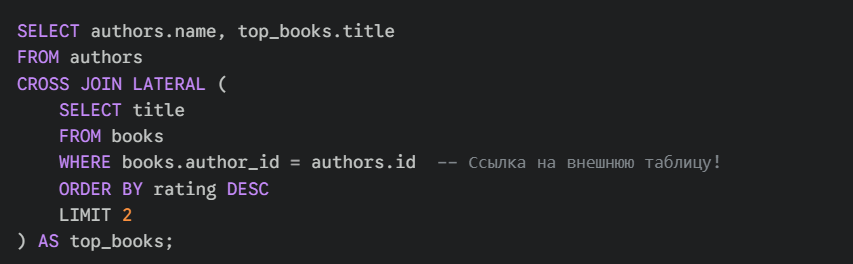 SELECT authors.name, top_books.title
FROM authors
CROSS JOIN LATERAL (
    SELECT title
    FROM books
    WHERE books.author_id = authors.id  -- Ссылка на внешнюю таблицу!
    ORDER BY rating DESC
    LIMIT 2
) AS top_books;